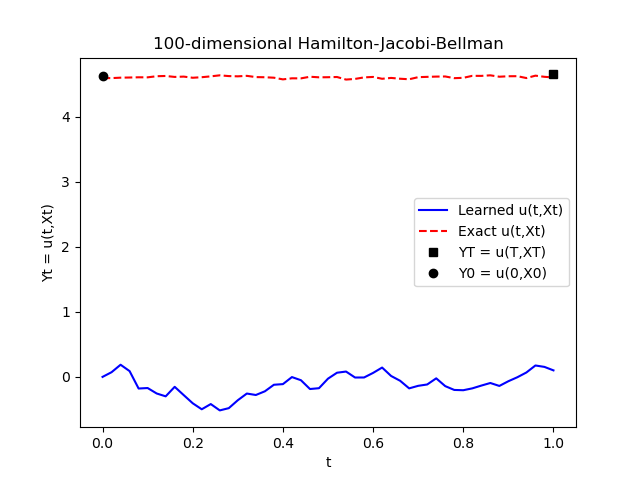 100-dimensional Hamilton-Jacobi-Bellman
Yt = u(t,Xt)
4
3
2
1
0
Learned u(t,Xt)
Exact u(t,Xt)
YT = u(T,XT)
Y0 = u(0,X0)
0.0 0.2 0.4 0.6 0.8 1.0
t